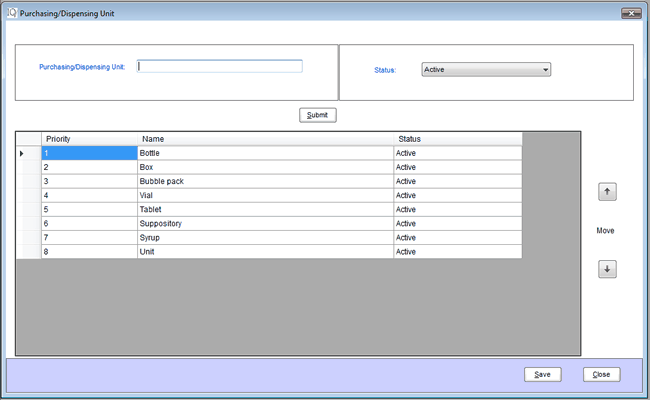 IQ Purchasing/Dispensing Unit
Purchasing/Dispensing Unit:
Status: Active
Submit
Priority Name Status
1 Bottle Active
2 Box Active
3 Bubble pack Active
4 Vial Active
5 Tablet Active
6 Suppository Active
7 Syrup Active
8 Unit Active
Move
Save Close